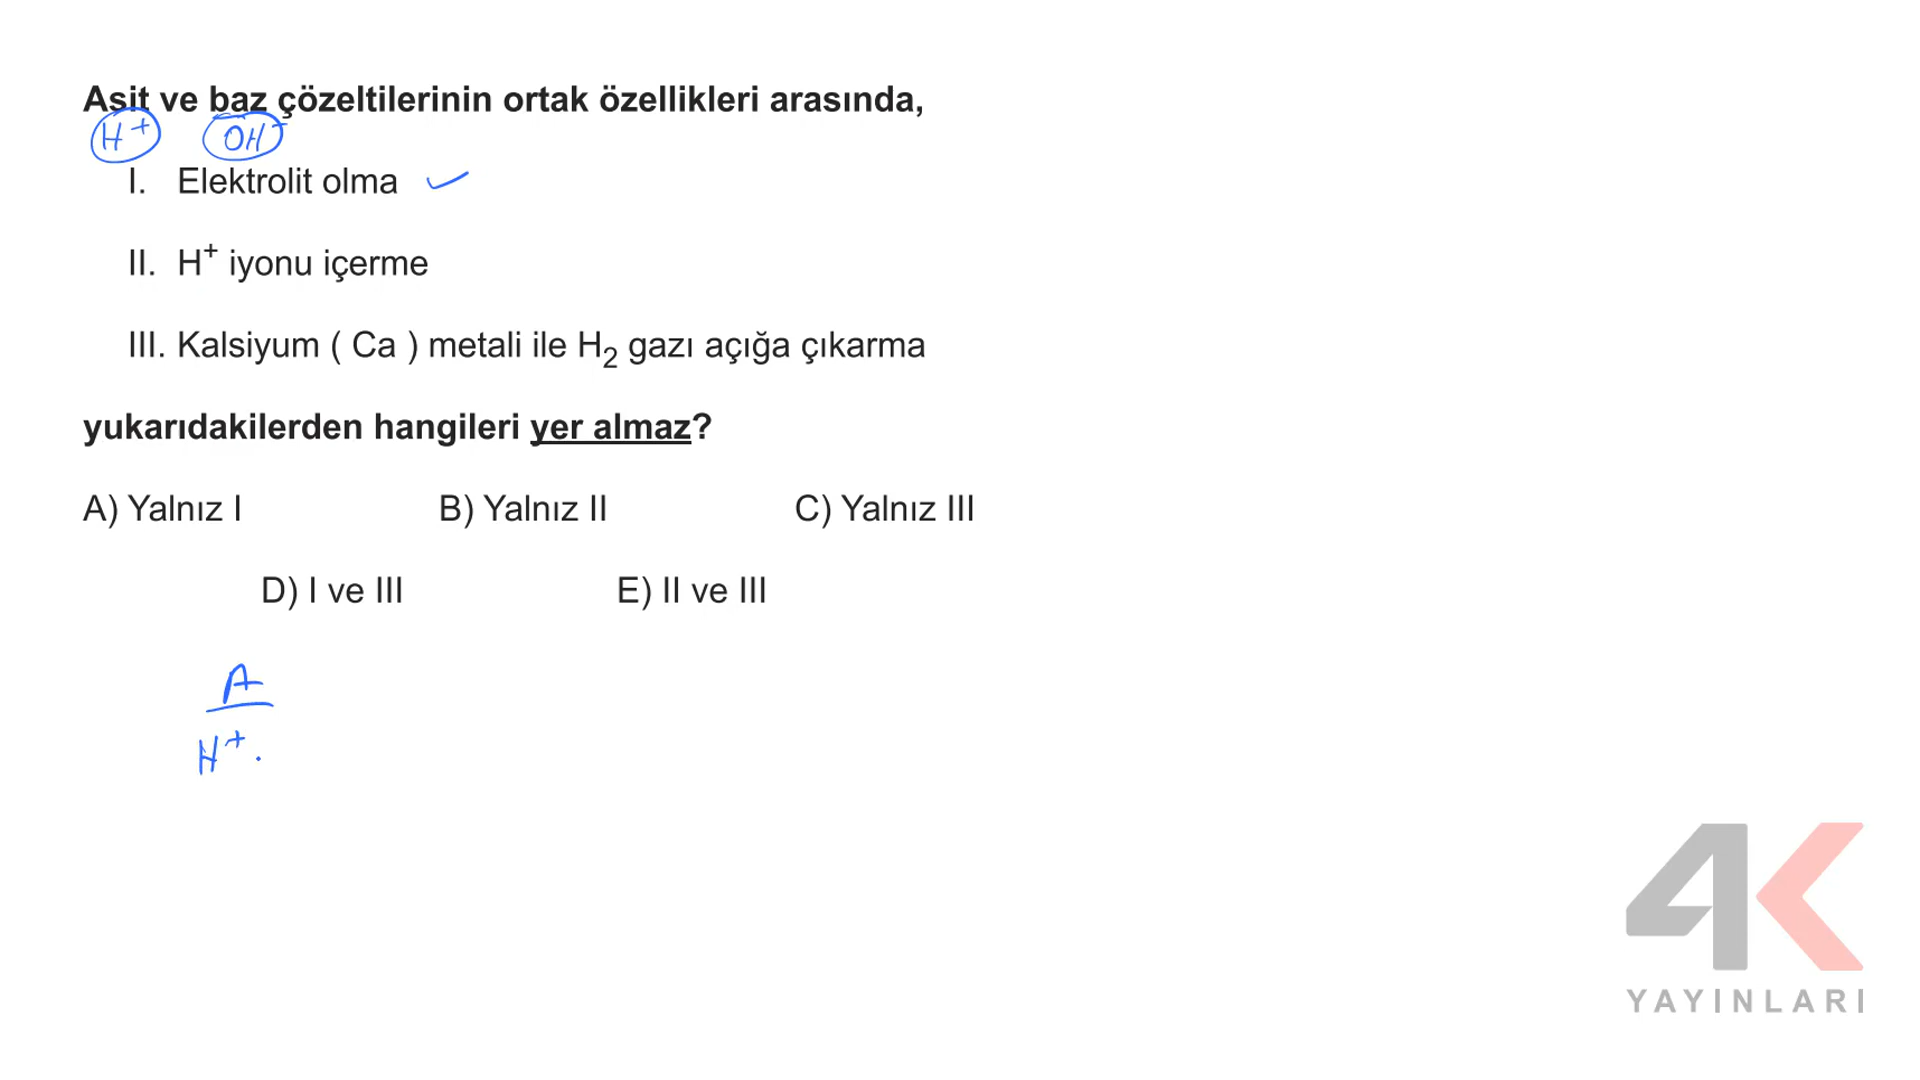 Asit ve baz çözeltilerinin ortak özellikleri arasında,
H⁺ OH⁻
I. Elektrolit olma
II. H⁺ iyonu içerme
III. Kalsiyum ( Ca ) metali ile H₂ gazı açığa çıkarma
yukarıdakilerden hangileri yer almaz?
A) Yalnız I B) Yalnız II C) Yalnız III
D) I ve III E) II ve III
A
H⁺.
4K
YAYINLARI